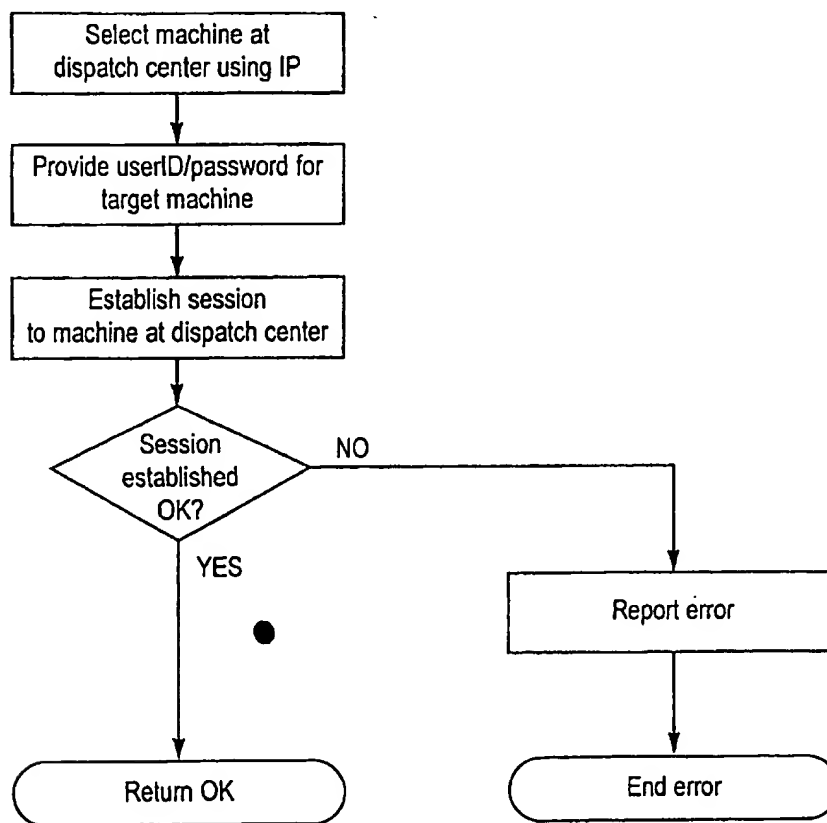 Select machine at
dispatch center using IP
Provide userID/password for
target machine
Establish session
to machine at dispatch center
Session
established
OK?
NO
YES
Report error
Return OK
End error